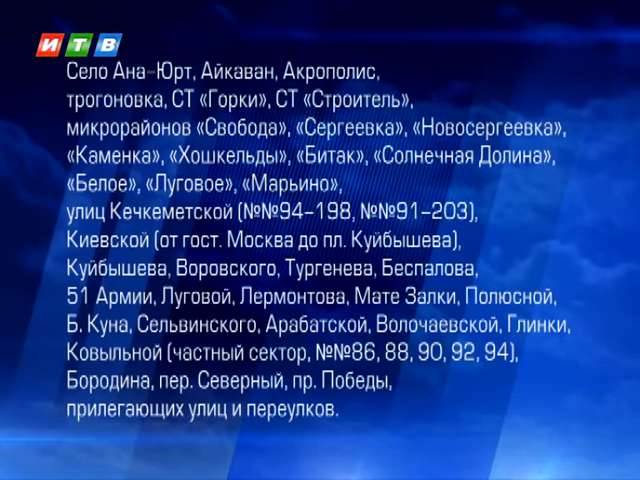 ИТВ
Село Ана-Юрт, Айкаван, Акрополис,
трогоновка, СТ «Горки», СТ «Строитель»,
микрорайонов «Свобода», «Сергеевка», «Новосергеевка»,
«Каменка», «Хошкельды», «Битак», «Солнечная Долина»,
«Белое», «Луговое», «Марьино»,
улиц Кечкеметской (№№94-198, №№91-203),
Киевской (от гост. Москва до пл. Куйбышева),
Куйбышева, Воровского, Тургенева, Беспалова,
51 Армии, Луговой, Лермонтова, Мате Залки, Полюсной,
Б. Куна, Сельвинского, Арабатской, Волочаевской, Глинки,
Ковыльной (частный сектор, №№86, 88, 90, 92, 94),
Бородина, пер. Северный, пр. Победы,
прилегающих улиц и переулков.